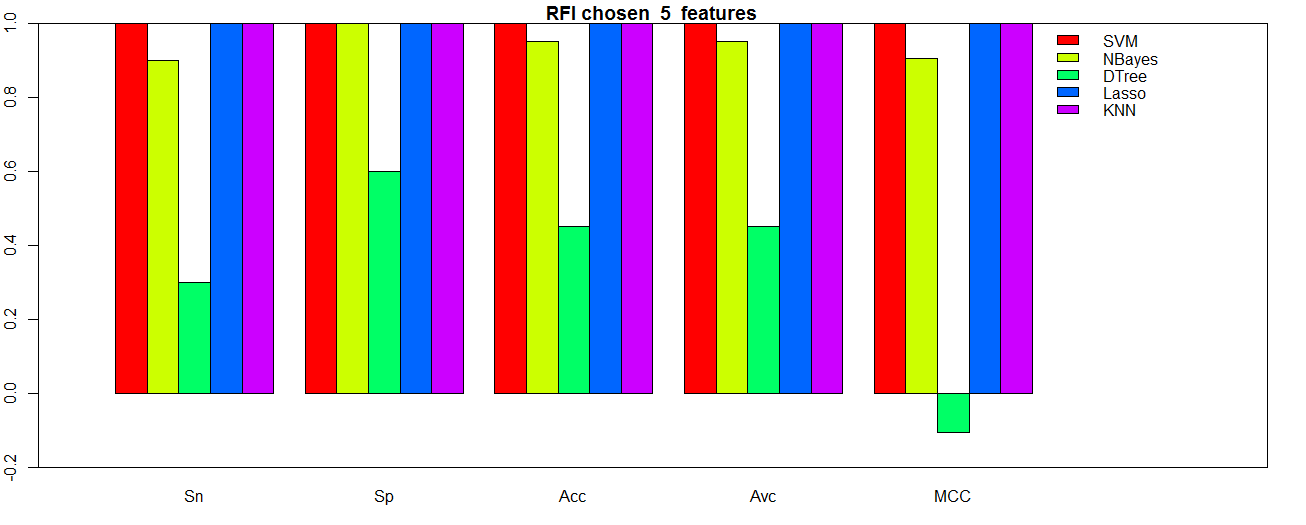 RFI chosen 5 features
1.0
0.8
0.6
0.4
0.2
0.0
-0.2
SVM
NBayes
DTree
Lasso
KNN
Sn Sp Acc Avc MCC